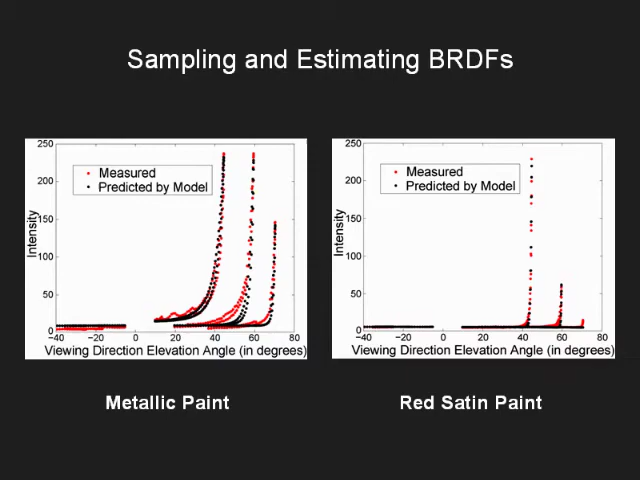 Sampling and Estimating BRDFs
250
200
150
100
50
0
Intensity
Measured
Predicted by Model
−40 −20 0 20 40 60 80
Viewing Direction Elevation Angle (in degrees)
Metallic Paint
250
200
150
100
50
0
Intensity
Measured
Predicted by Model
−40 −20 0 20 40 60 80
Viewing Direction Elevation Angle (in degrees)
Red Satin Paint